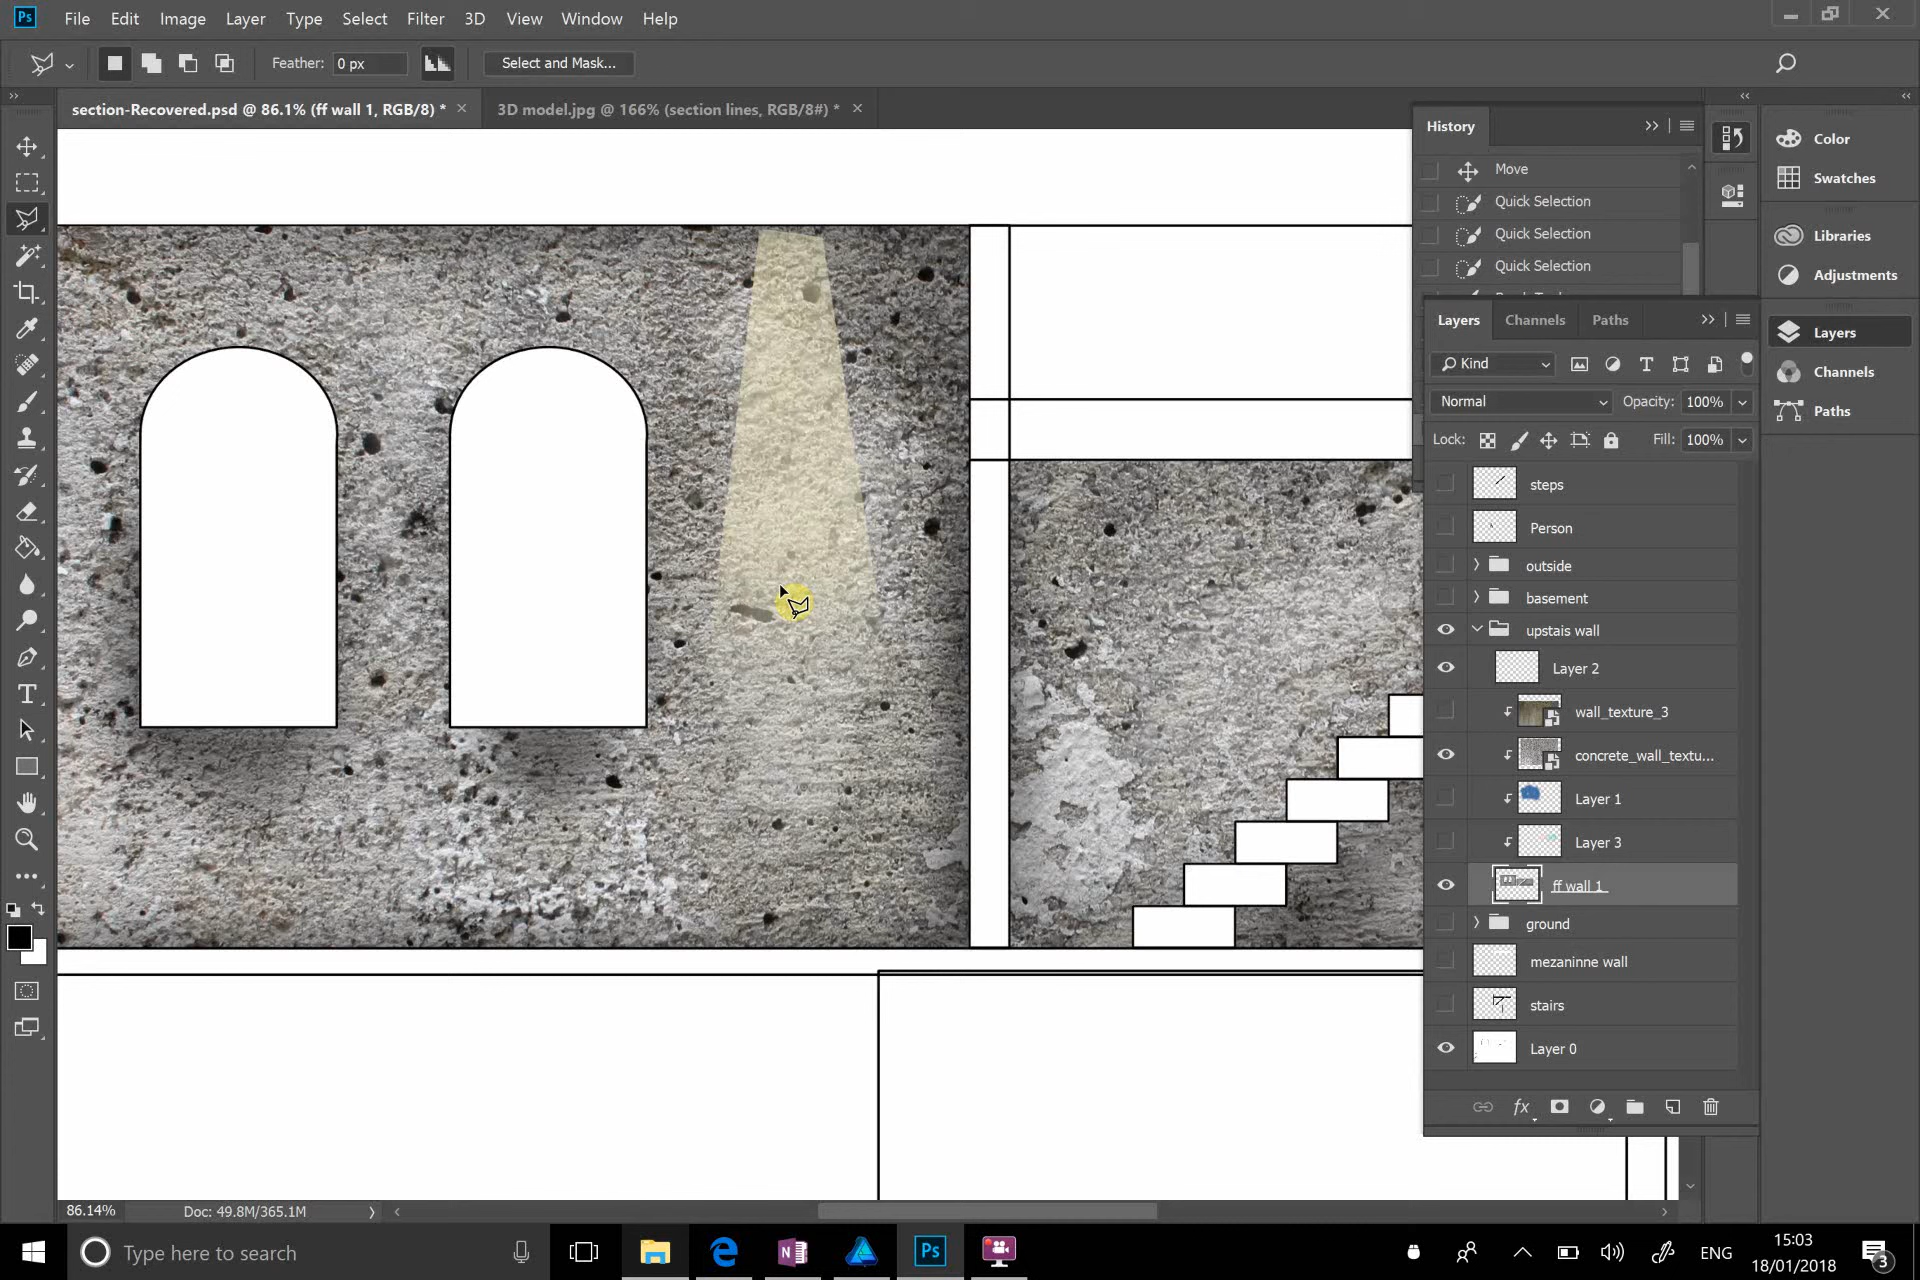 Ps File Edit Image Layer Type Select Filter 3D View Window Help
Feather: 0 px Select and Mask...
section-Recovered.psd @ 86.1% (ff wall 1, RGB/8) * 3D model.jpg @ 166% (section lines, RGB/8#) *
History
Move
Quick Selection
Quick Selection
Quick Selection
Layers Channels Paths
Kind
Normal Opacity: 100%
Lock: Fill: 100%
steps
Person
outside
basement
upstais wall
Layer 2
wall_texture_3
concrete_wall_textu...
Layer 1
Layer 3
ff wall 1
ground
mezaninne wall
stairs
Layer 0
fx
Color
Swatches
Libraries
Adjustments
Layers
Channels
Paths
86.14% Doc: 49.8M/365.1M
Type here to search
Ps
ENG
15:03
18/01/2018
3